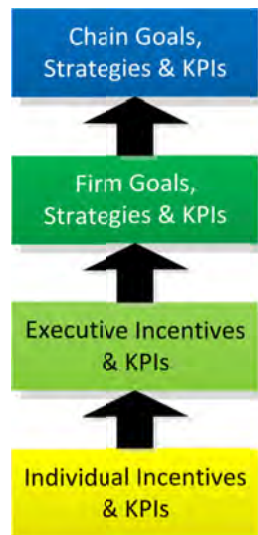 Chain Goals,
Strategies & KPIs
Firm Goals,
Strategies & KPIs
Executive Incentives
& KPIs
Individual Incentives
& KPIs